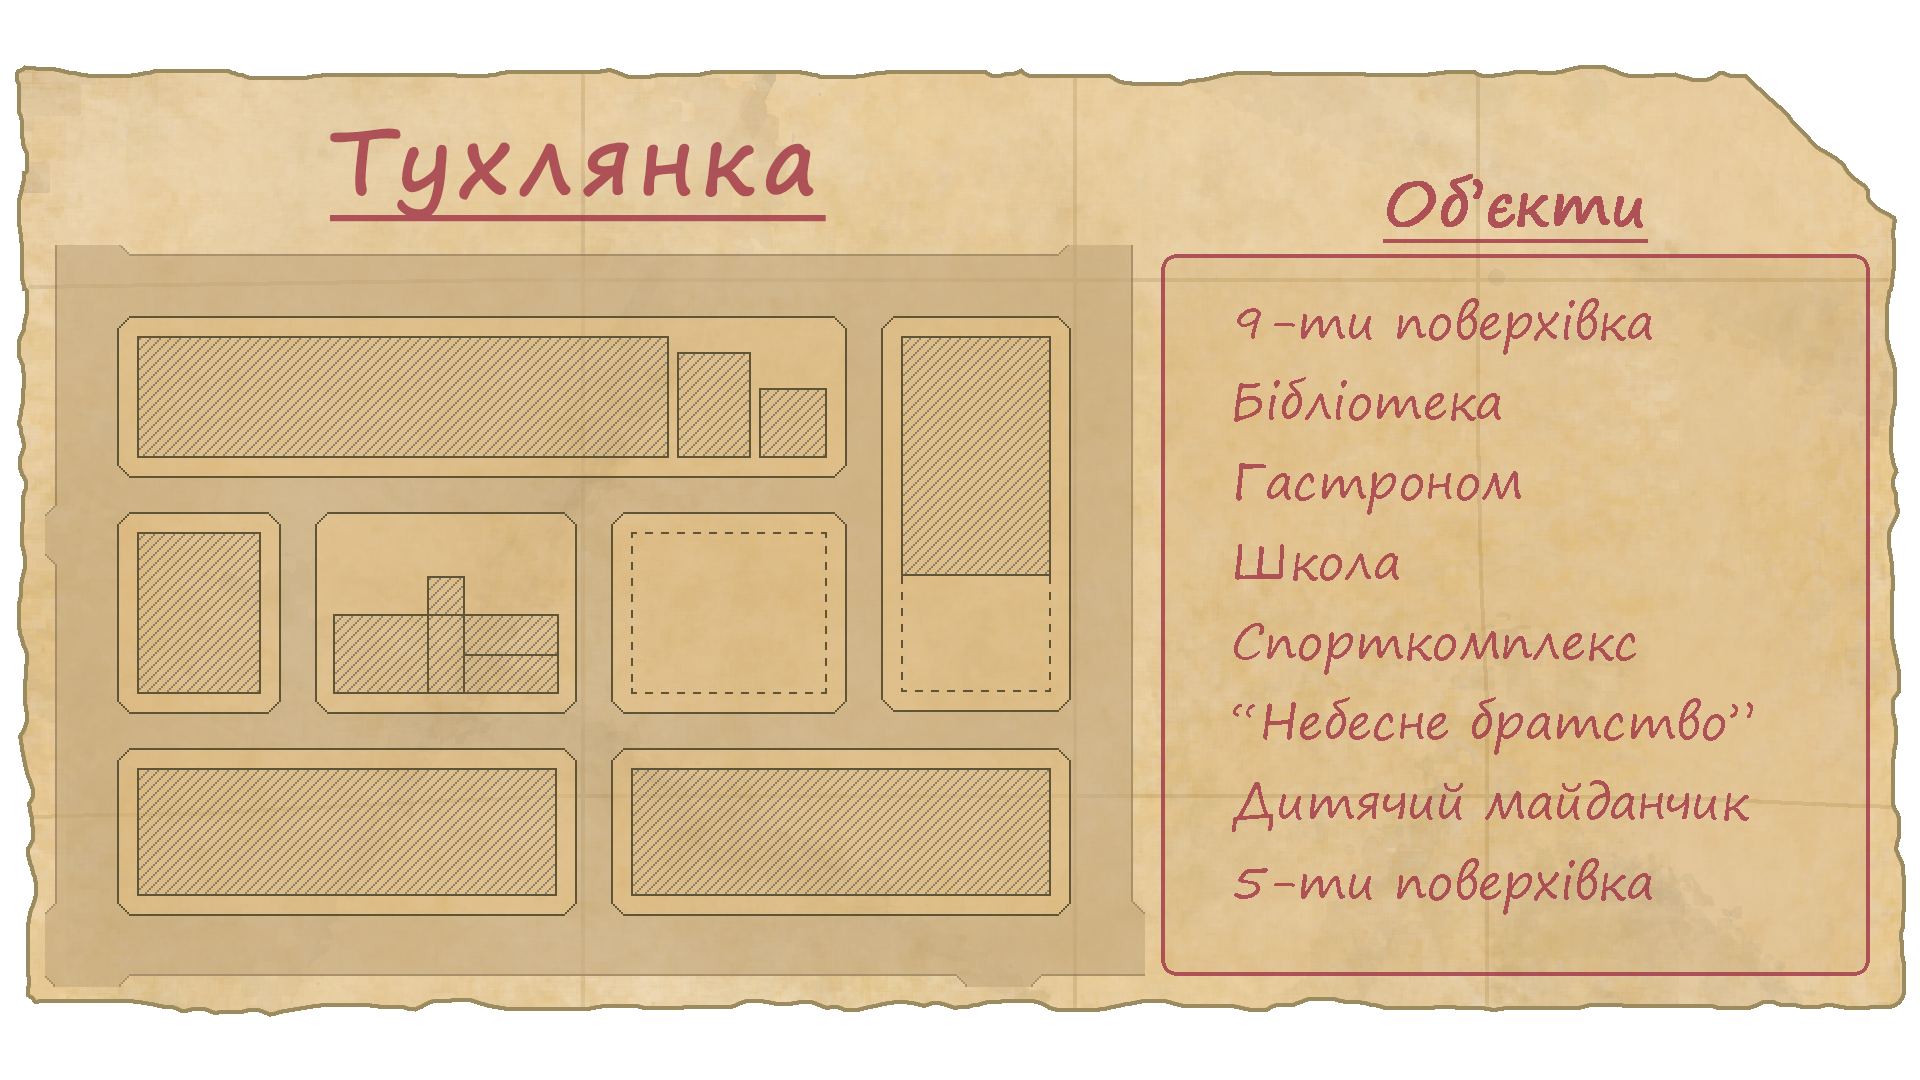 Тухлянка
Об'єкти
9-ти поверхівка
Бібліотека
Гастроном
Школа
Спорткомплекс
“Небесне братство”
Дитячий майданчик
5-ти поверхівка